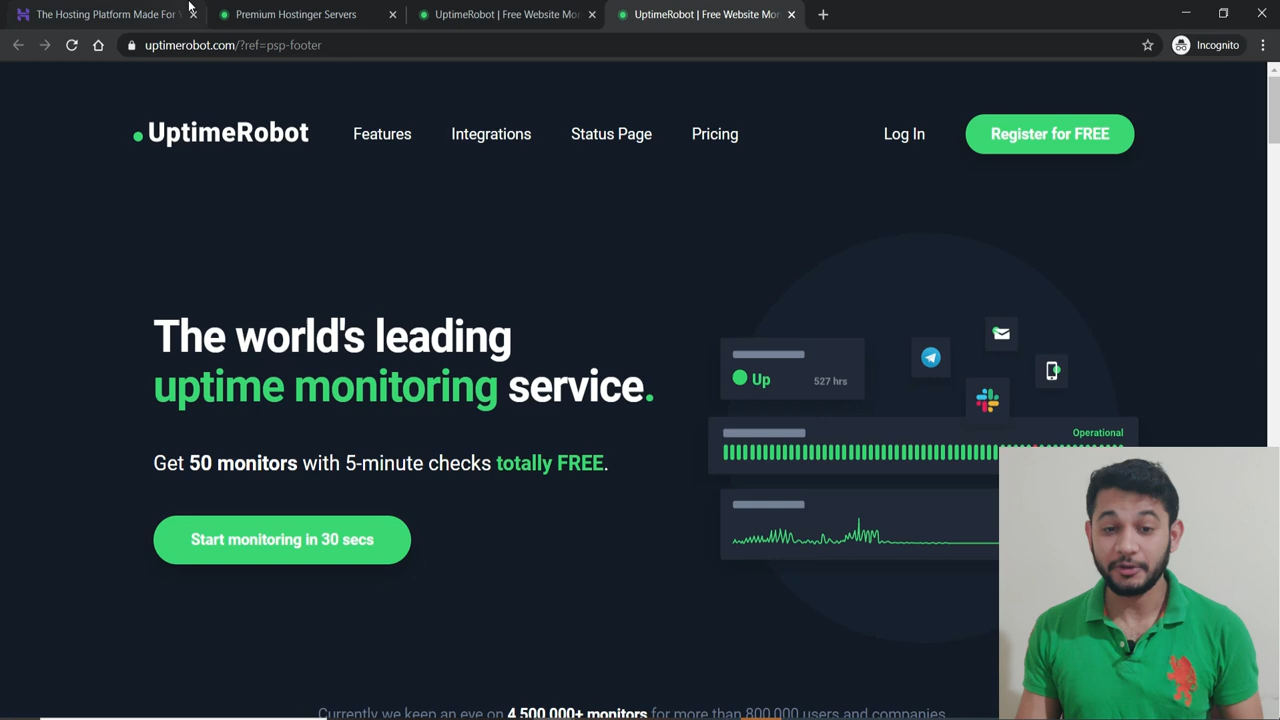 The Hosting Platform Made For
Premium Hostinger Servers
UptimeRobot | Free Website Mon
UptimeRobot | Free Website Mon
uptimerobot.com/?ref=psp-footer
Incognito
UptimeRobot
Features
Integrations
Status Page
Pricing
Log In
Register for FREE
The world's leading
uptime monitoring service.
Get 50 monitors with 5-minute checks totally FREE.
Start monitoring in 30 secs
Up
527 hrs
Operational
Currently we keep an eye on 4,500,000+ monitors for more than 800,000 users and companies